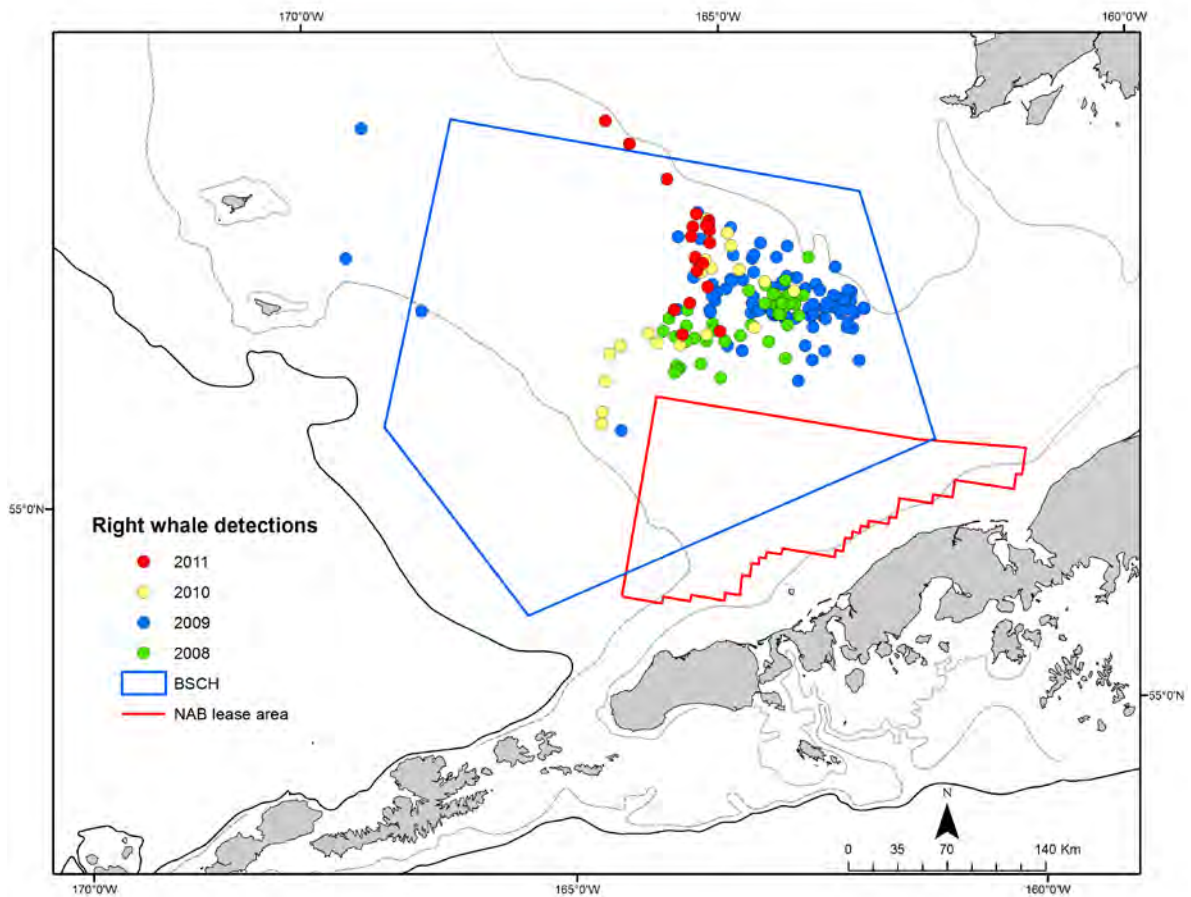 170°0'W 165°0'W 160°0'W
55°0'N
Right whale detections
2011
2010
2009
2008
BSCH
NAB lease area
55°0'N
N
0 35 70 140 Km
170°0'W 165°0'W 160°0'W